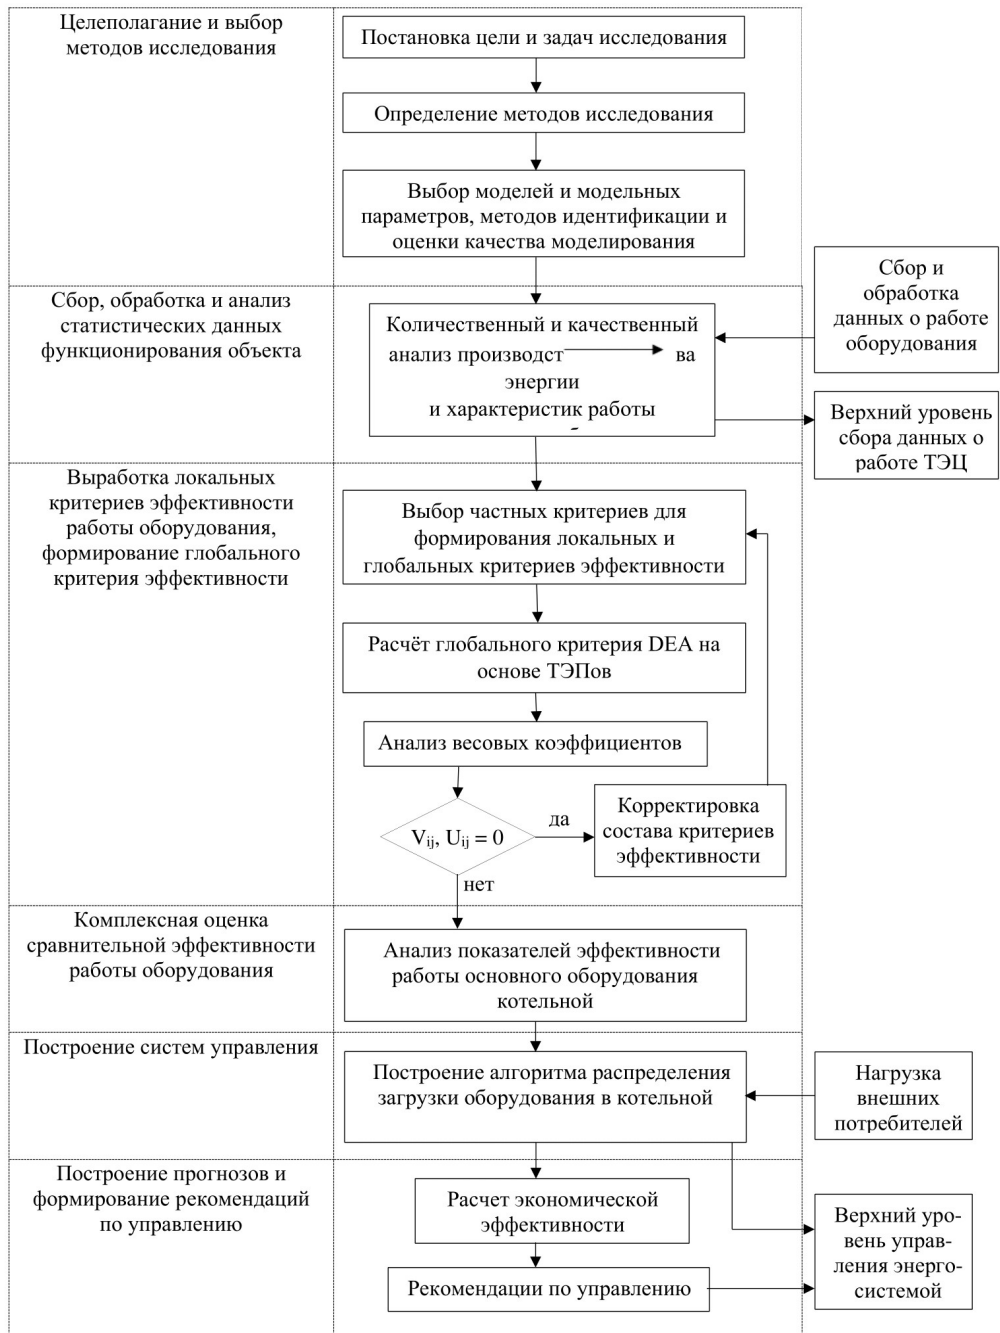 Целеполагание и выбор
методов исследования
Постановка цели и задач исследования
Определение методов исследования
Выбор моделей и модельных
параметров, методов идентификации и
оценки качества моделирования
Сбор, обработка и анализ
статистических данных
функционирования объекта
Количественный и качественный
анализ производст ва
энергии
и характеристик работы
Сбор и
обработка
данных о работе
оборудования
Верхний уровень
сбора данных о
работе ТЭЦ
Выработка локальных
критериев эффективности
работы оборудования,
формирование глобального
критерия эффективности
Выбор частных критериев для
формирования локальных и
глобальных критериев эффективности
Расчёт глобального критерия DEA на
основе ТЭПов
Анализ весовых коэффициентов
V_ij, U_ij = 0
да
Корректировка
состава критериев
эффективности
нет
Комплексная оценка
сравнительной эффективности
работы оборудования
Анализ показателей эффективности
работы основного оборудования
котельной
Построение систем управления
Построение алгоритма распределения
загрузки оборудования в котельной
Нагрузка
внешних
потребителей
Построение прогнозов и
формирование рекомендаций
по управлению
Расчет экономической
эффективности
Рекомендации по управлению
Верхний уро-
вень управ-
ления энерго-
системой